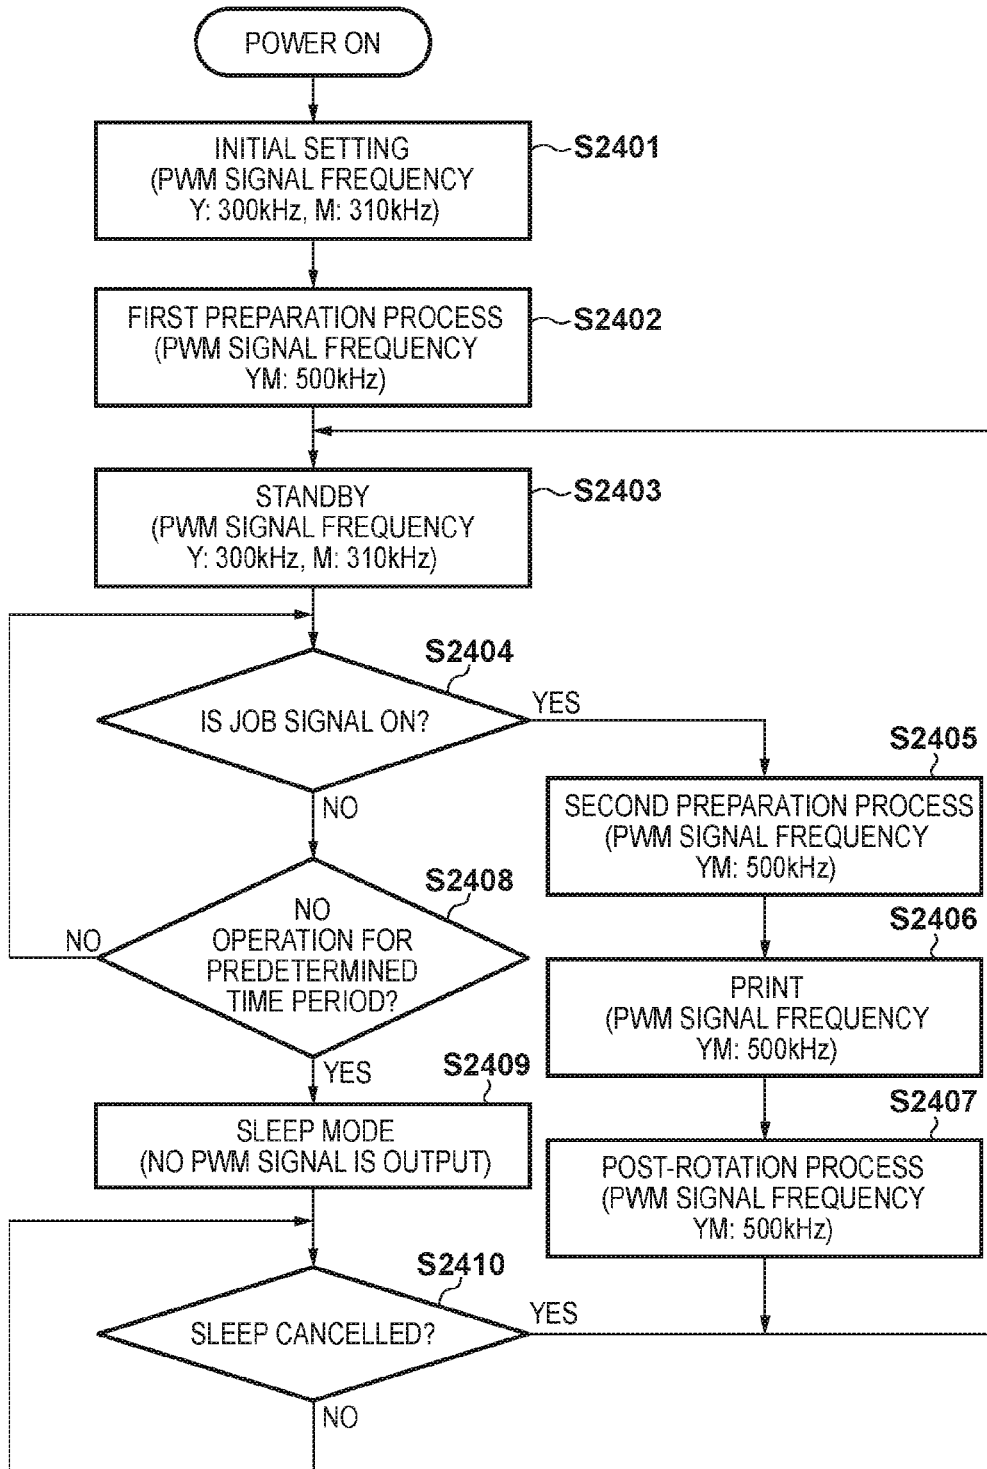 POWER ON
INITIAL SETTING
(PWM SIGNAL FREQUENCY
Y: 300kHz, M: 310kHz)
S2401
FIRST PREPARATION PROCESS
(PWM SIGNAL FREQUENCY
YM: 500kHz)
S2402
STANDBY
(PWM SIGNAL FREQUENCY
Y: 300kHz, M: 310kHz)
S2403
S2404
IS JOB SIGNAL ON?
YES
NO
S2405
SECOND PREPARATION PROCESS
(PWM SIGNAL FREQUENCY
YM: 500kHz)
S2406
PRINT
(PWM SIGNAL FREQUENCY
YM: 500kHz)
S2407
POST-ROTATION PROCESS
(PWM SIGNAL FREQUENCY
YM: 500kHz)
S2408
NO
OPERATION FOR
PREDETERMINED
TIME PERIOD?
NO
YES
S2409
SLEEP MODE
(NO PWM SIGNAL IS OUTPUT)
S2410
SLEEP CANCELLED?
YES
NO